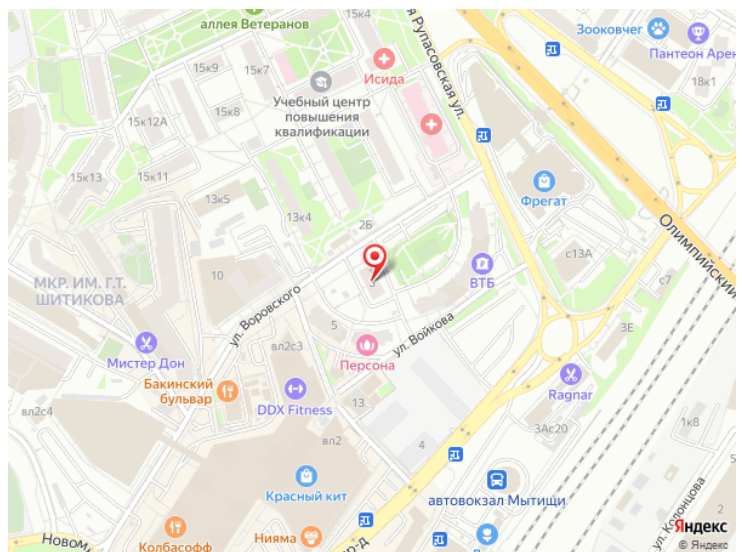 аллея Ветеранов
Зооковчег
Пантеон Арен
18к1
я Рупасовская ул.
15к9
15к7
Исида
15к8
Учебный центр
повышения
квалификации
15к12А
15к13
15к11
13к5
13к4
2Б
Фрегат
Олимпийский
10
МКР. ИМ. Г.Т.
ШИТИКОВА
ул. Воровского
ВТБ
с13А
с7
5
3Е
вл2с3
Персона
ул. Войкова
Мистер Дон
Бакинский
бульвар
DDX Fitness
13
Ragnar
вл2с4
вл2
4
3Ас20
1к8
Красный кит
автовокзал Мытищи
ул. Колонцова
2
Новоми
Колбасофф
Нияма
р-д
Яндекс
© Яндекс